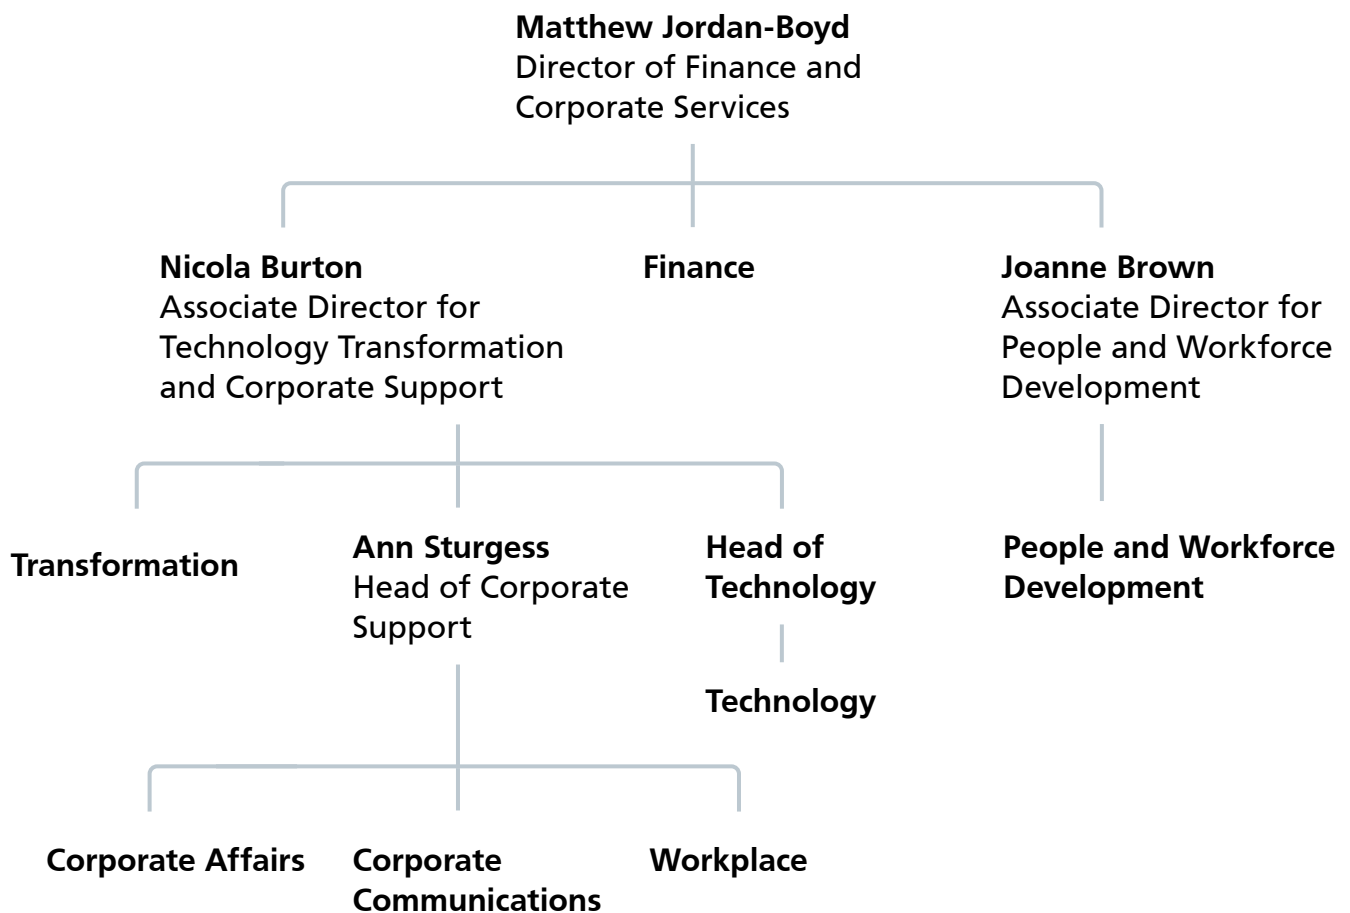 Matthew Jordan-Boyd
Director of Finance and
Corporate Services
Nicola Burton
Associate Director for
Technology Transformation
and Corporate Support
Finance
Joanne Brown
Associate Director for
People and Workforce
Development
Transformation
Ann Sturgess
Head of Corporate
Support
Head of
Technology
Technology
People and Workforce
Development
Corporate Affairs
Corporate
Communications
Workplace